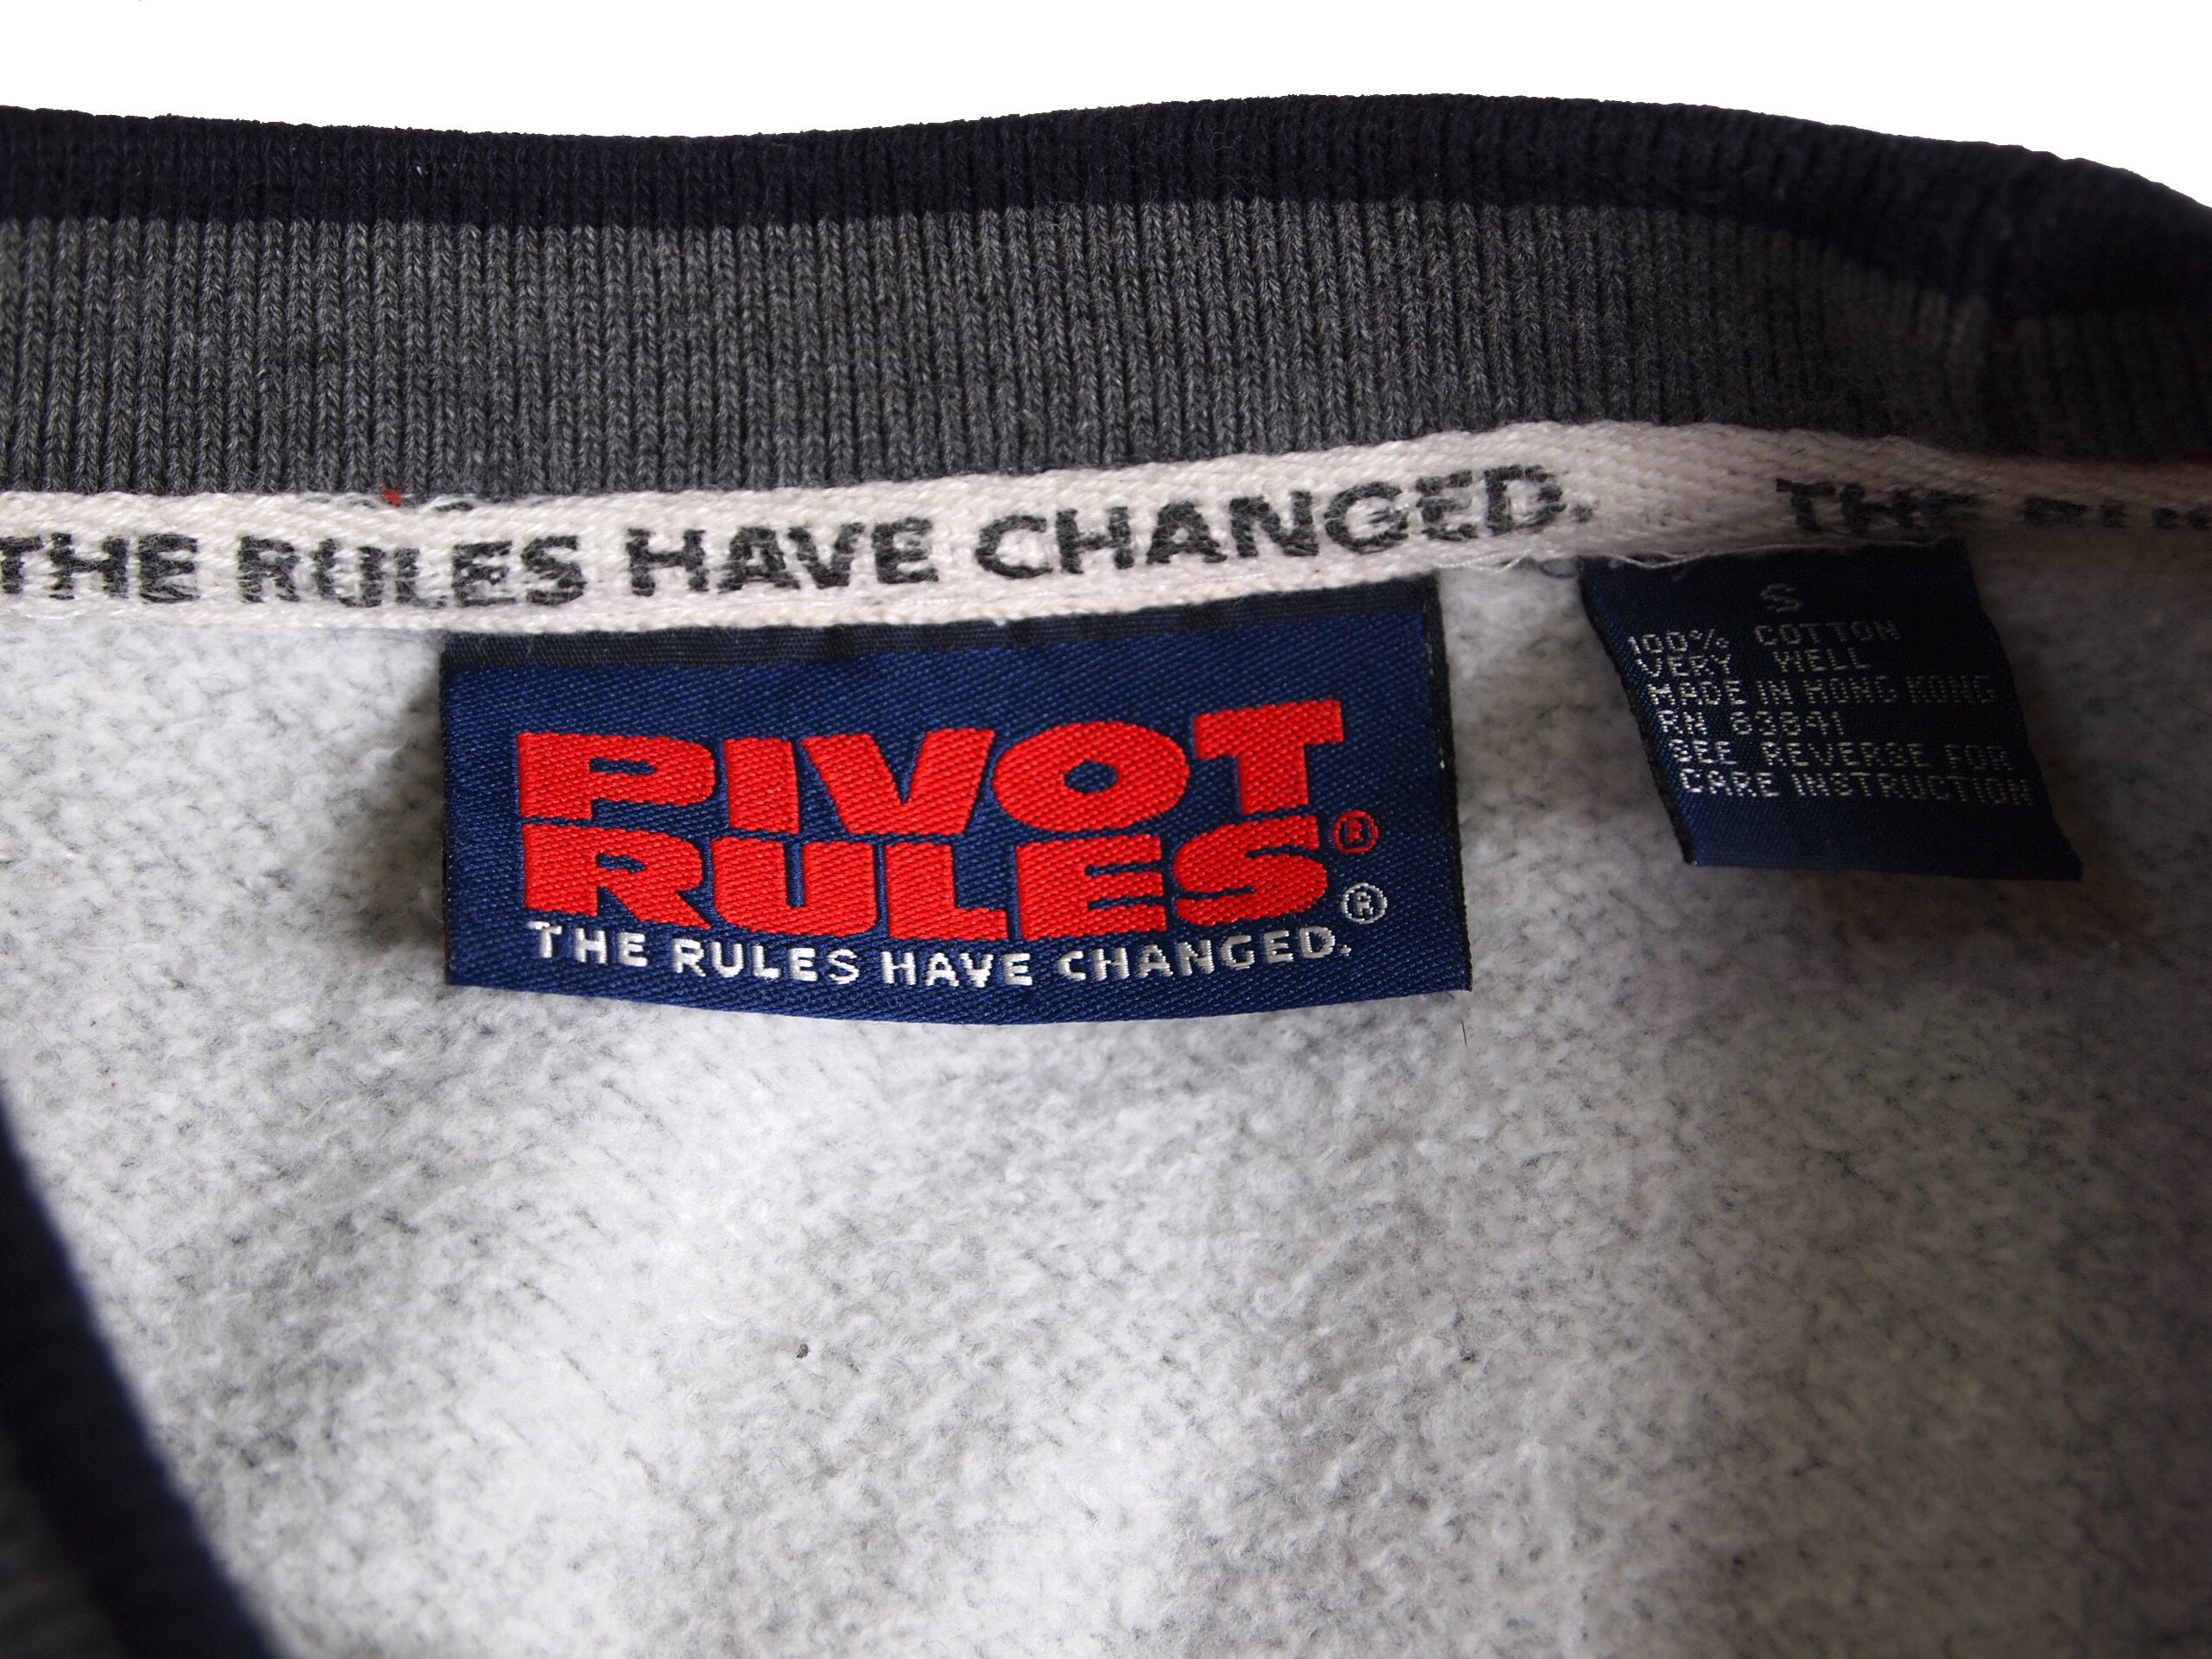 THE RULES HAVE CHANGED. THE
PIVOT
RULES®
THE RULES HAVE CHANGED.®
S
100% COTTON
VERY WELL
MADE IN HONG KONG
RN 83841
SEE REVERSE FOR
CARE INSTRUCTION